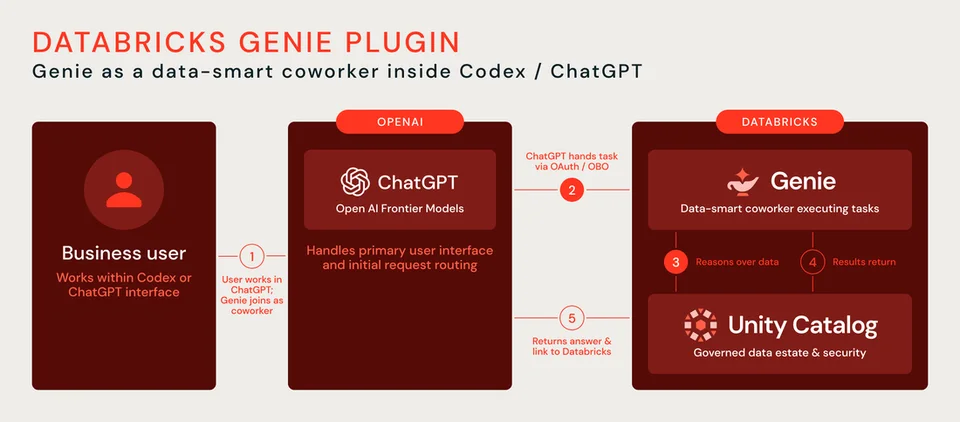 DATABRICKS GENIE PLUGIN
Genie as a data-smart coworker inside Codex / ChatGPT
Business user
Works within Codex or
ChatGPT interface
1
User works in
ChatGPT;
Genie joins as
coworker
OPENAI
ChatGPT
Open AI Frontier Models
Handles primary user interface
and initial request routing
ChatGPT hands task
via OAuth / OBO
2
5
Returns answer &
link to Databricks
DATABRICKS
Genie
Data-smart coworker executing tasks
3
Reasons over data
4
Results return
Unity Catalog
Governed data estate & security